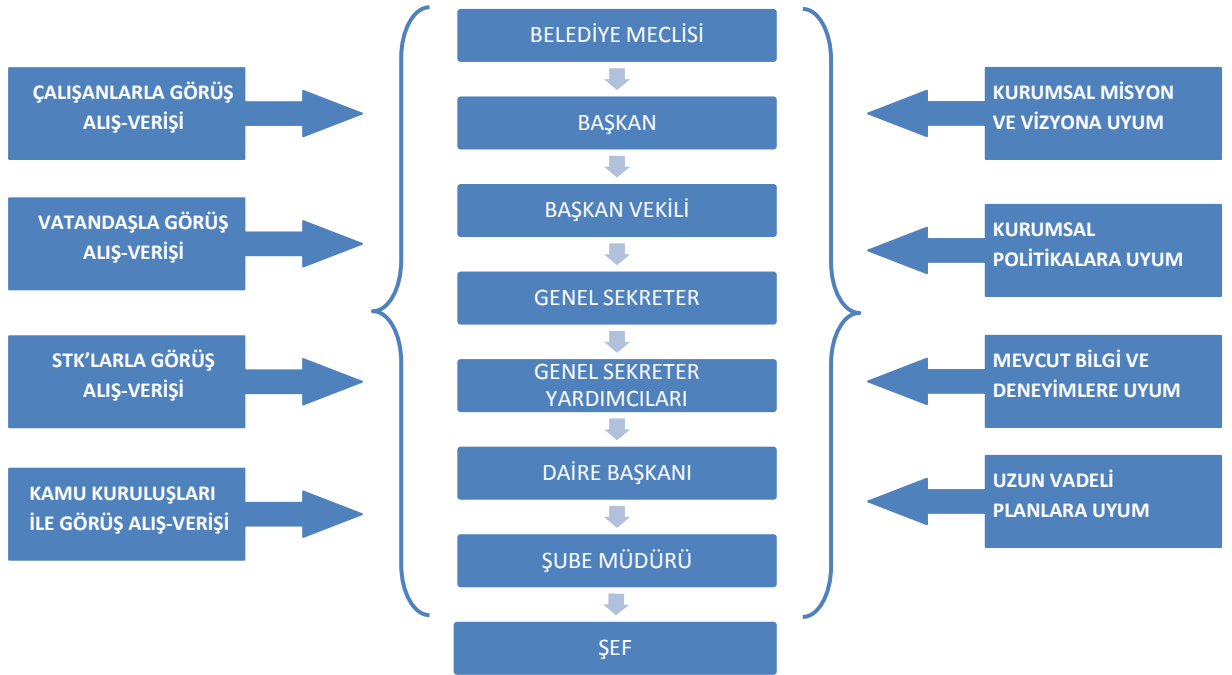 BELEDİYE MECLİSİ
BAŞKAN
BAŞKAN VEKİLİ
GENEL SEKRETER
GENEL SEKRETER
YARDIMCILARI
DAİRE BAŞKANI
ŞUBE MÜDÜRÜ
ŞEF
ÇALIŞANLARLA GÖRÜŞ
ALIŞ-VERİŞİ
VATANDAŞLA GÖRÜŞ
ALIŞ-VERİŞİ
STK’LARLA GÖRÜŞ
ALIŞ-VERİŞİ
KAMU KURULUŞLARI
İLE GÖRÜŞ ALIŞ-VERİŞİ
KURUMSAL MİSYON
VE VİZYONA UYUM
KURUMSAL
POLİTİKALARA UYUM
MEVCUT BİLGİ VE
DENEYİMLERE UYUM
UZUN VADELİ
PLANLARA UYUM